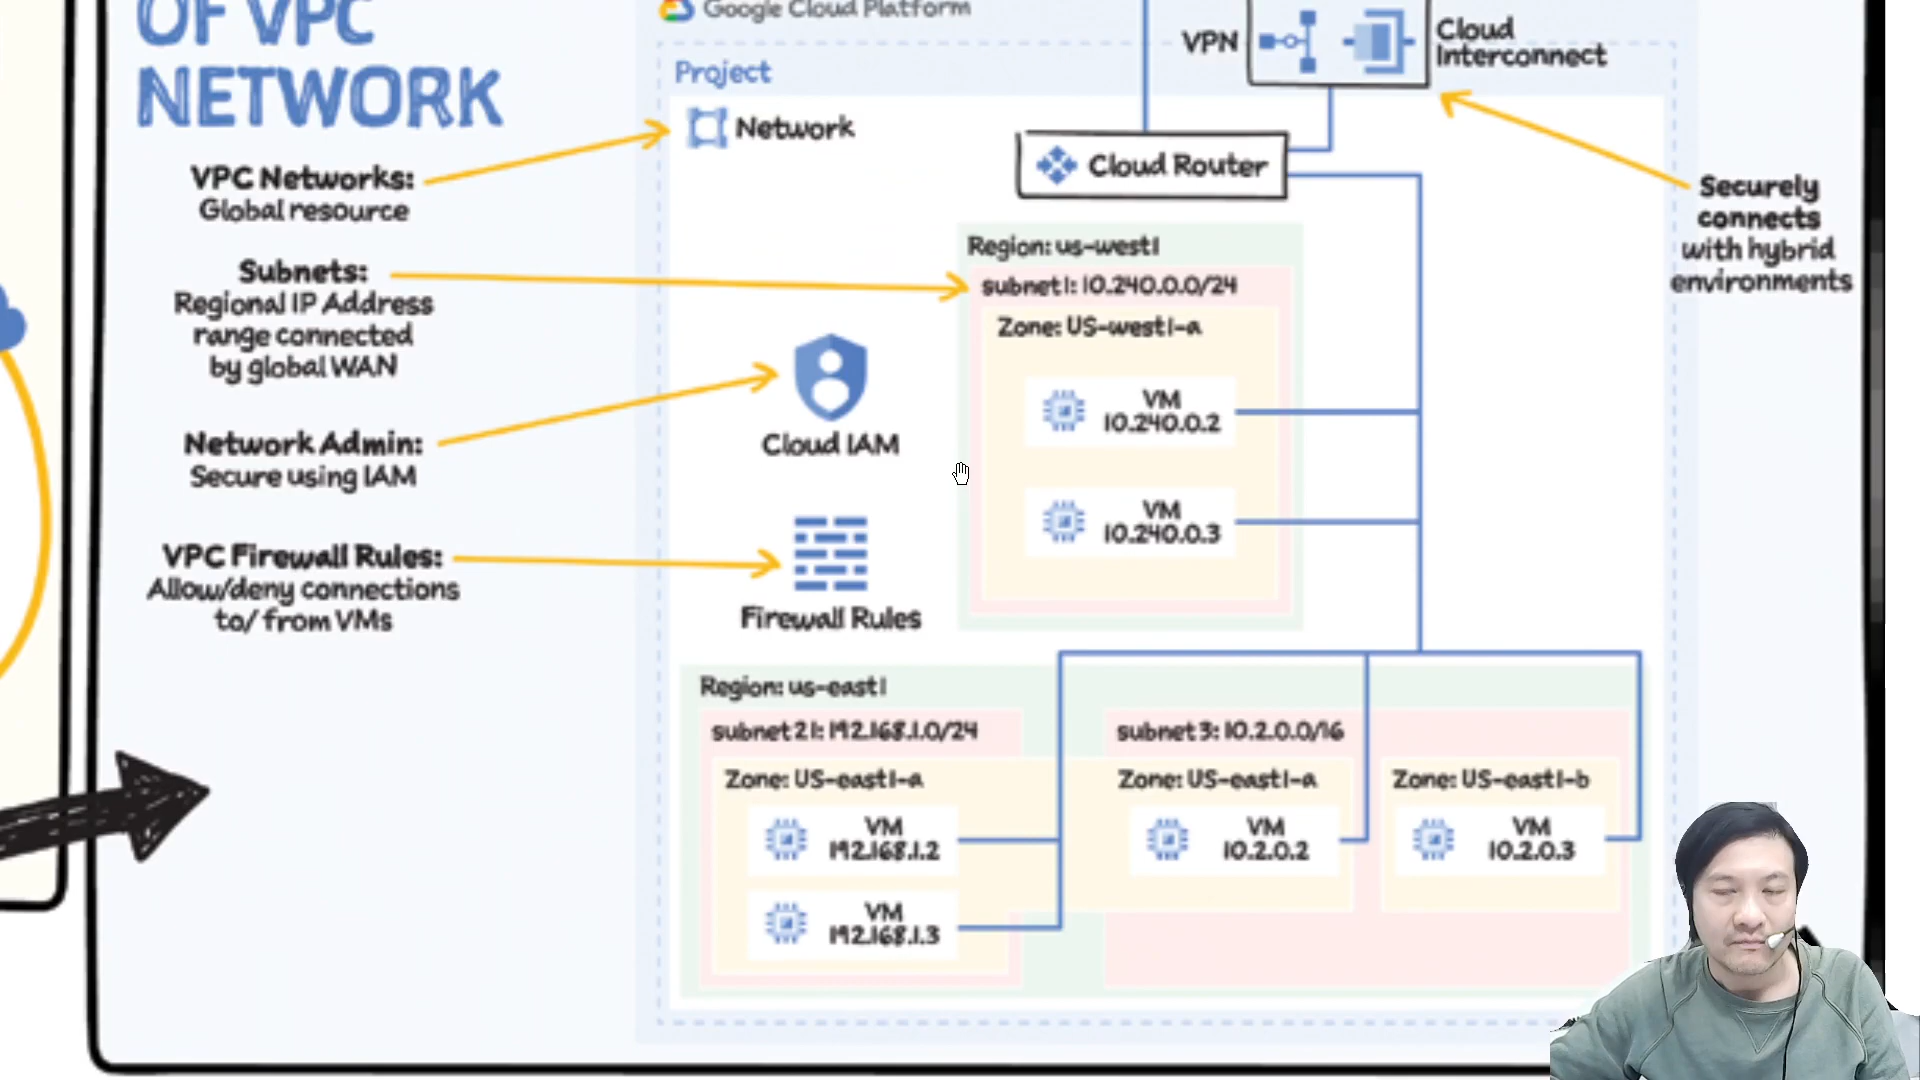 OF VPC
NETWORK
VPC Networks:
Global resource
Subnets:
Regional IP Address
range connected
by global WAN
Network Admin:
Secure using IAM
VPC Firewall Rules:
Allow/deny connections
to/ from VMs
Google Cloud Platform
Project
Network
VPN
Cloud
Interconnect
Cloud Router
Securely
connects
with hybrid
environments
Cloud IAM
Firewall Rules
Region: us-west1
subnet1: 10.240.0.0/24
Zone: US-west1-a
VM
10.240.0.2
VM
10.240.0.3
Region: us-east1
subnet 21: 192.168.1.0/24
Zone: US-east1-a
VM
192.168.1.2
VM
192.168.1.3
subnet 3: 10.2.0.0/16
Zone: US-east1-a
VM
10.2.0.2
Zone: US-east1-b
VM
10.2.0.3